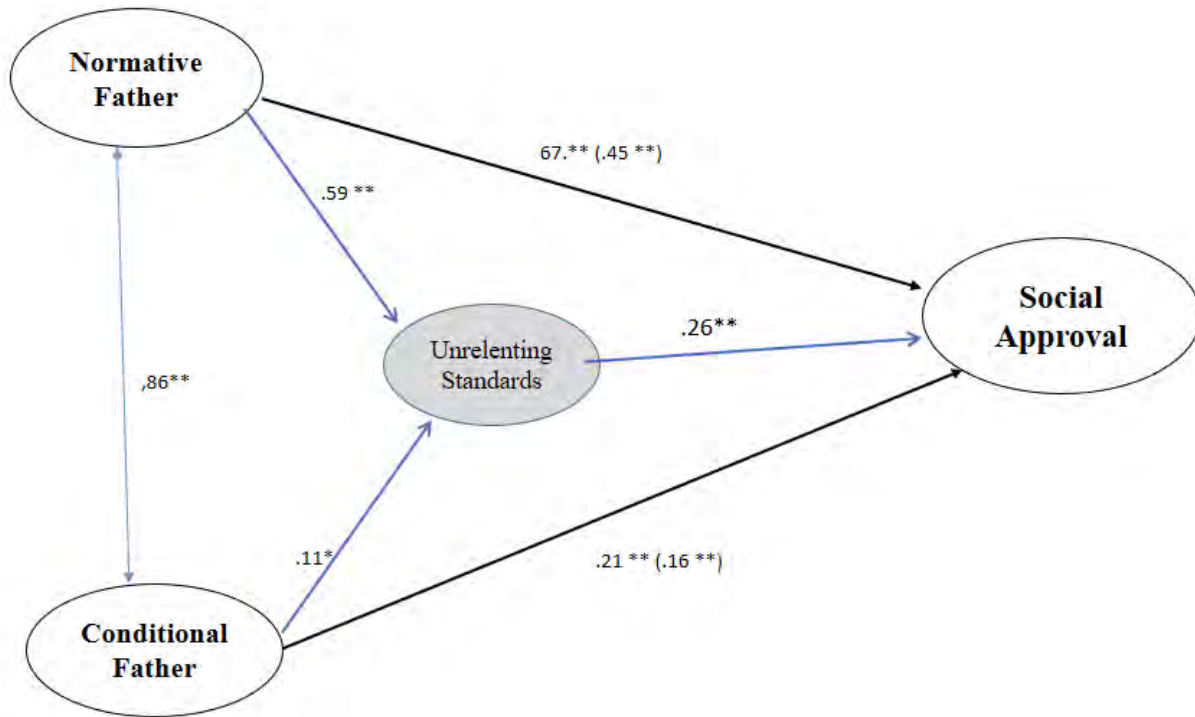 Normative
Father
67.** (.45 **)
.59 **
Social
Approval
.26**
Unrelenting
Standards
,86**
.11*
.21 ** (.16 **)
Conditional
Father